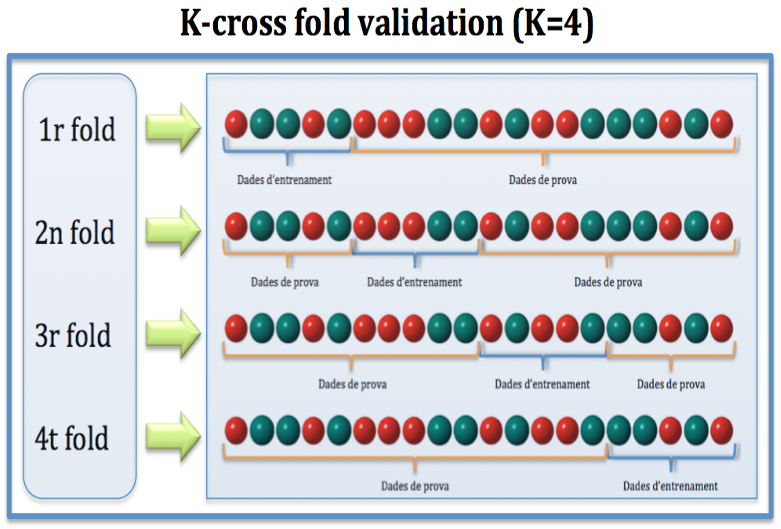 K-cross fold validation (K=4)
1r fold
Dades d'entrenament
Dades de prova
2n fold
Dades de prova
Dades d'entrenament
Dades de prova
3r fold
Dades de prova
Dades d'entrenament
Dades de prova
4t fold
Dades de prova
Dades d'entrenament